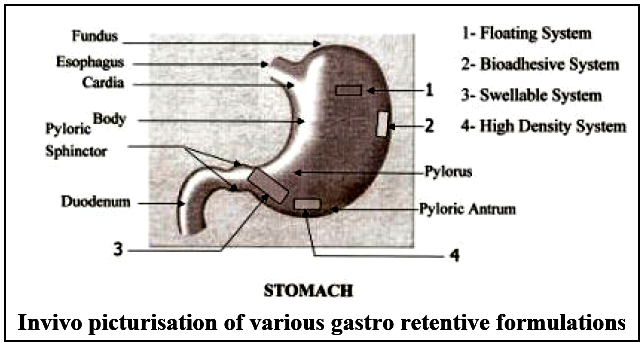 Fundus
Esophagus
Cardia
Body
Pyloric
Sphinctor
Duodenum
3
1
2
Pylorus
Pyloric Antrum
4
1- Floating System
2- Bioadhesive System
3- Swellable System
4- High Density System
STOMACH
Invivo picturisation of various gastro retentive formulations